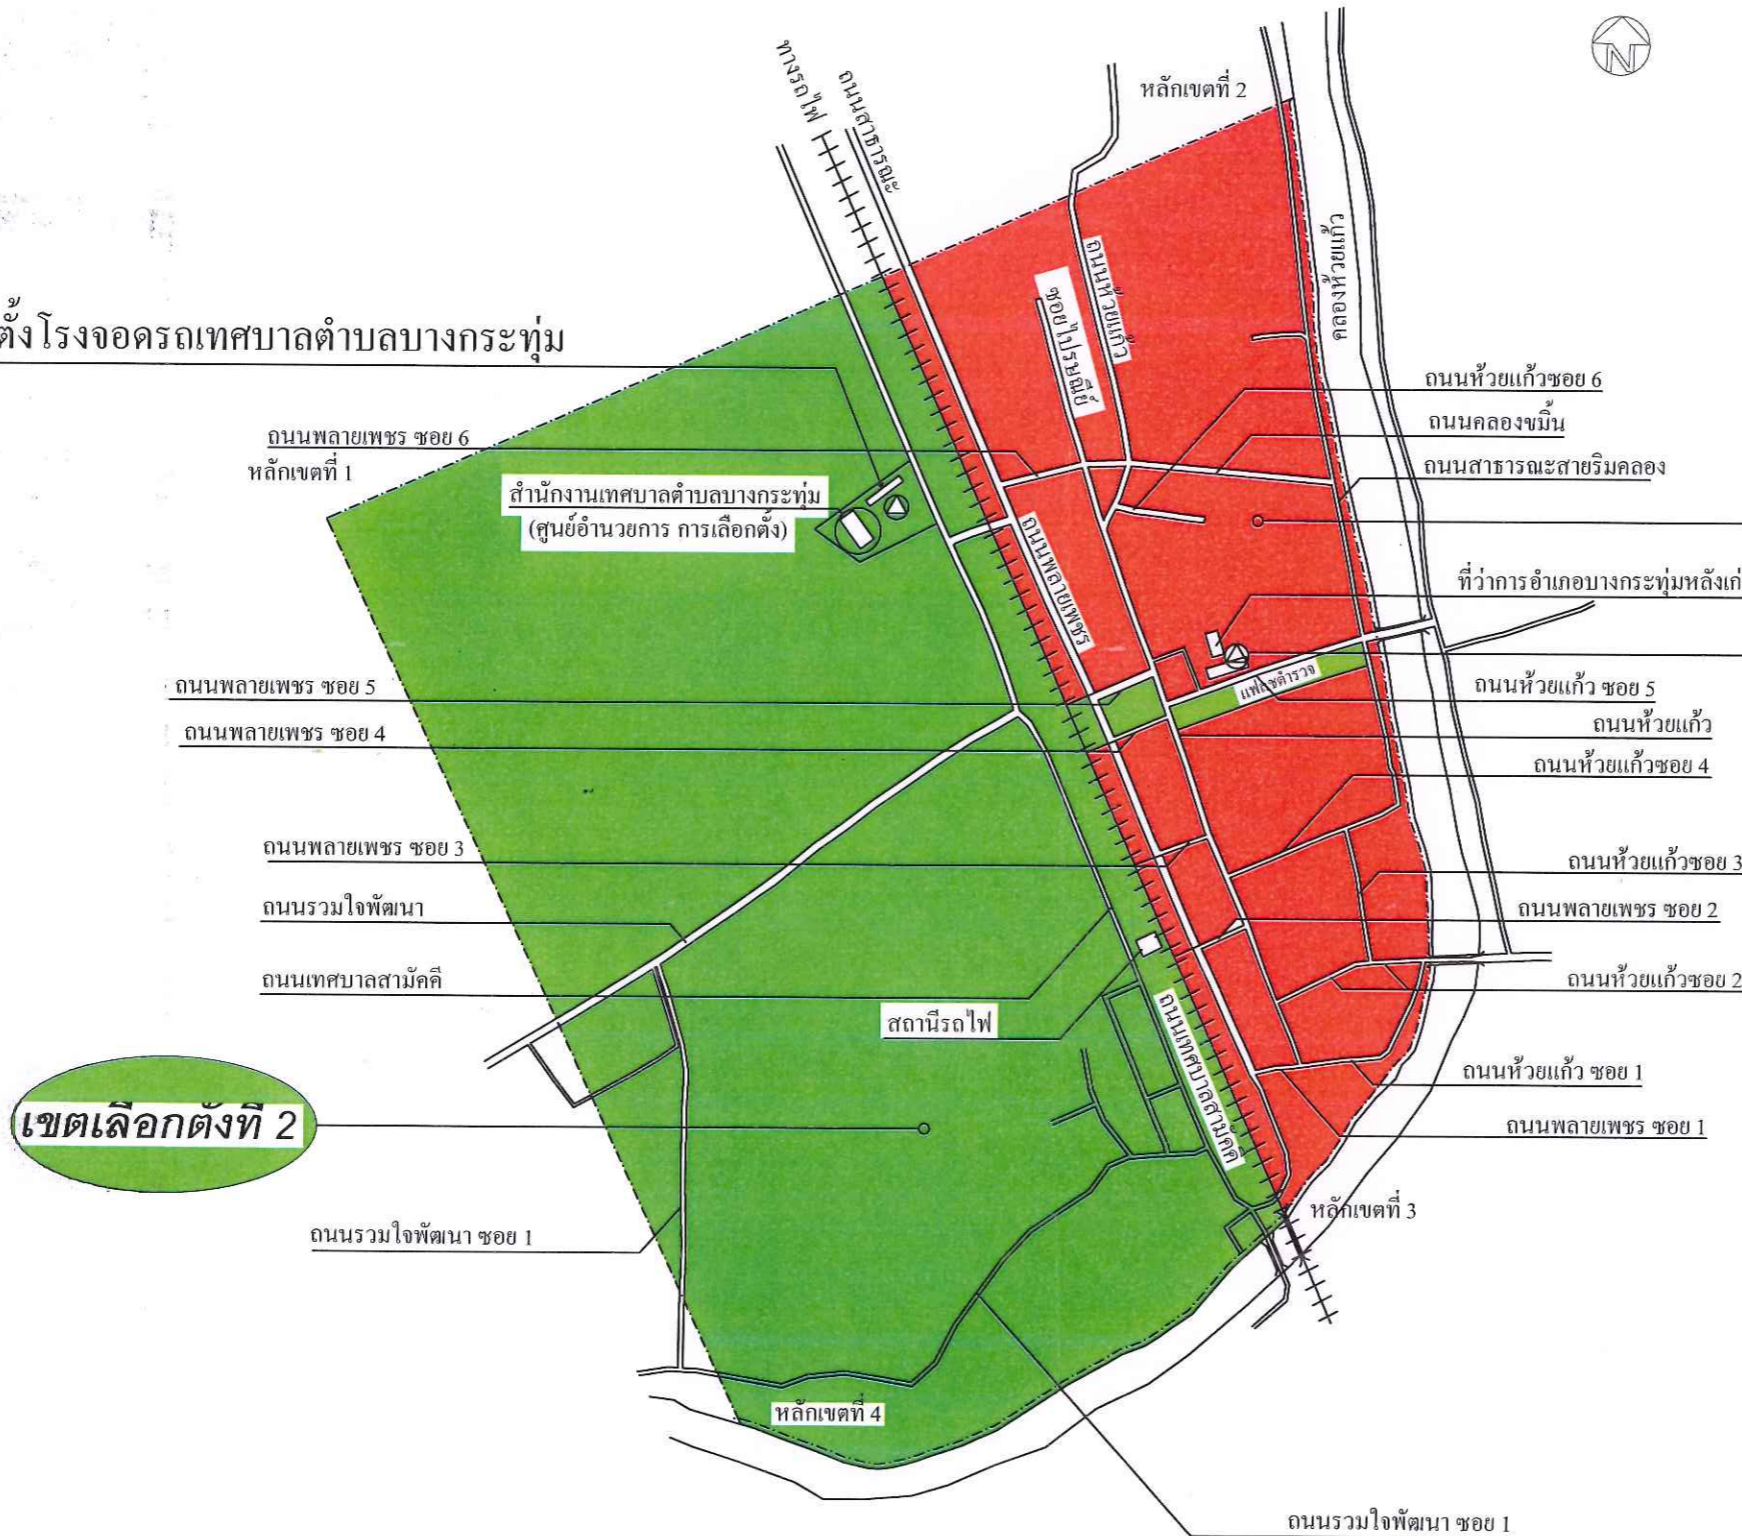 ทางรถไฟ
ถนนสาธารณะ
หลักเขตที่ 2
N
ตั้งโรงจอดรถเทศบาลตำบลบางกระทุ่ม
ถนนห้วยแก้ว
ซอยไปรษณีย์
คลองห้วยแก้ว
ถนนห้วยแก้วซอย 6
ถนนคลองขมิ้น
ถนนสาธารณะสายริมคลอง
ถนนพลายเพชร ซอย 6
หลักเขตที่ 1
สำนักงานเทศบาลตำบลบางกระทุ่ม
(ศูนย์อำนวยการ การเลือกตั้ง)
ถนนพลายเพชร
ที่ว่าการอำเภอบางกระทุ่มหลังเก่
แฟลชตำรวจ
ถนนพลายเพชร ซอย 5
ถนนห้วยแก้ว ซอย 5
ถนนพลายเพชร ซอย 4
ถนนห้วยแก้ว
ถนนห้วยแก้วซอย 4
ถนนพลายเพชร ซอย 3
ถนนห้วยแก้วซอย 3
ถนนรวมใจพัฒนา
ถนนพลายเพชร ซอย 2
ถนนเทศบาลสามัคคี
ถนนห้วยแก้วซอย 2
สถานีรถไฟ
ถนนเทศบาลสามัคคี
ถนนห้วยแก้ว ซอย 1
เขตเลือกตั้งที่ 2
ถนนพลายเพชร ซอย 1
หลักเขตที่ 3
ถนนรวมใจพัฒนา ซอย 1
หลักเขตที่ 4
ถนนรวมใจพัฒนา ซอย 1